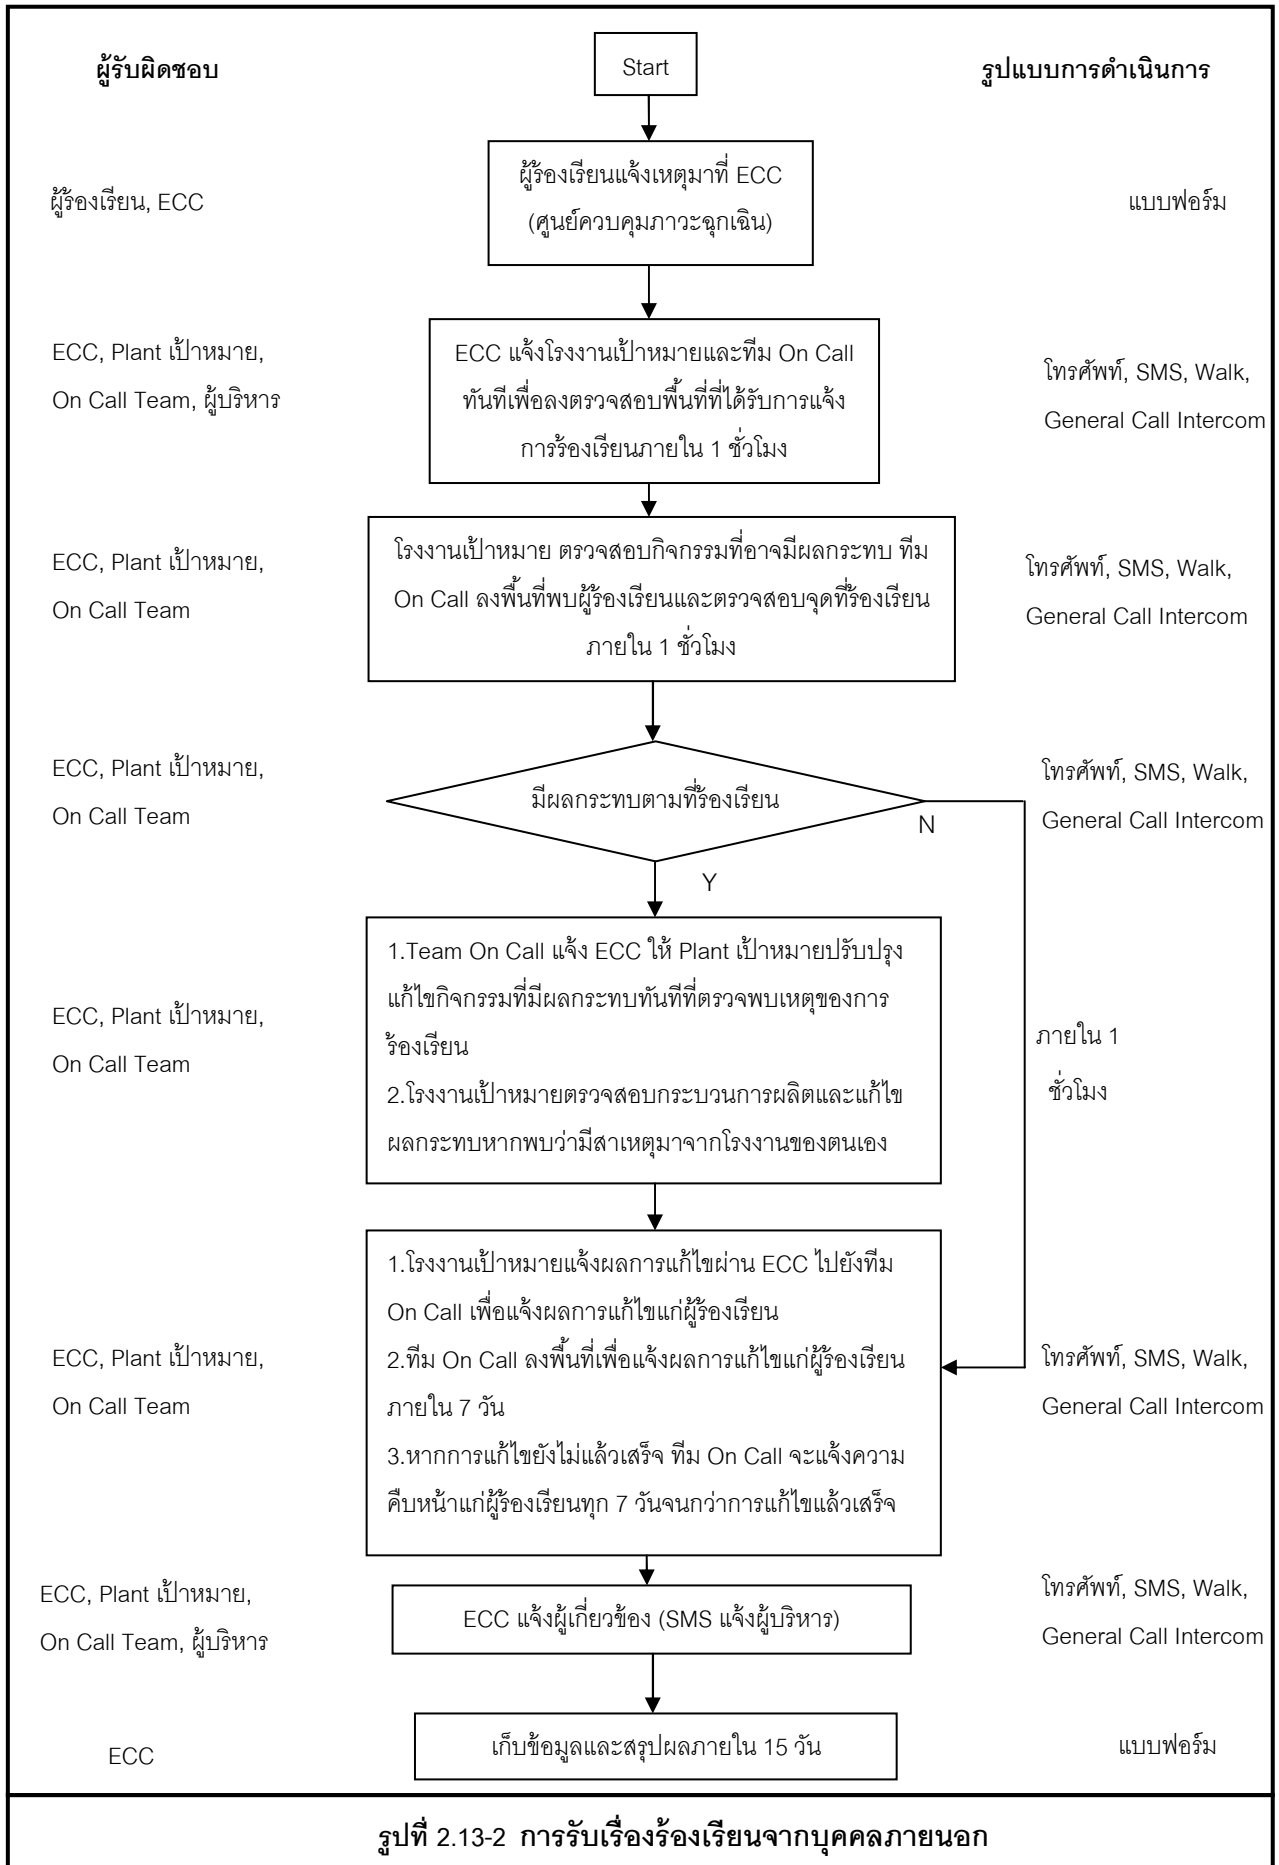 ผู้รับผิดชอบ
Start
รูปแบบการดำเนินการ
ผู้ร้องเรียน, ECC
ผู้ร้องเรียนแจ้งเหตุมาที่ ECC
(ศูนย์ควบคุมภาวะฉุกเฉิน)
แบบฟอร์ม
ECC, Plant เป้าหมาย,
On Call Team, ผู้บริหาร
ECC แจ้งโรงงานเป้าหมายและทีม On Call
ทันทีเพื่อลงตรวจสอบพื้นที่ที่ได้รับการแจ้ง
การร้องเรียนภายใน 1 ชั่วโมง
โทรศัพท์, SMS, Walk,
General Call Intercom
ECC, Plant เป้าหมาย,
On Call Team
โรงงานเป้าหมาย ตรวจสอบกิจกรรมที่อาจมีผลกระทบ ทีม
On Call ลงพื้นที่พบผู้ร้องเรียนและตรวจสอบจุดที่ร้องเรียน
ภายใน 1 ชั่วโมง
โทรศัพท์, SMS, Walk,
General Call Intercom
ECC, Plant เป้าหมาย,
On Call Team
มีผลกระทบตามที่ร้องเรียน
N
Y
โทรศัพท์, SMS, Walk,
General Call Intercom
ECC, Plant เป้าหมาย,
On Call Team
1.Team On Call แจ้ง ECC ให้ Plant เป้าหมายปรับปรุง
แก้ไขกิจกรรมที่มีผลกระทบทันทีที่ตรวจพบเหตุของการ
ร้องเรียน
2.โรงงานเป้าหมายตรวจสอบกระบวนการผลิตและแก้ไข
ผลกระทบหากพบว่ามีสาเหตุมาจากโรงงานของตนเอง
ภายใน 1
ชั่วโมง
ECC, Plant เป้าหมาย,
On Call Team
1.โรงงานเป้าหมายแจ้งผลการแก้ไขผ่าน ECC ไปยังทีม
On Call เพื่อแจ้งผลการแก้ไขแก่ผู้ร้องเรียน
2.ทีม On Call ลงพื้นที่เพื่อแจ้งผลการแก้ไขแก่ผู้ร้องเรียน
ภายใน 7 วัน
3.หากการแก้ไขยังไม่แล้วเสร็จ ทีม On Call จะแจ้งความ
คืบหน้าแก่ผู้ร้องเรียนทุก 7 วันจนกว่าการแก้ไขแล้วเสร็จ
โทรศัพท์, SMS, Walk,
General Call Intercom
ECC, Plant เป้าหมาย,
On Call Team, ผู้บริหาร
ECC แจ้งผู้เกี่ยวข้อง (SMS แจ้งผู้บริหาร)
โทรศัพท์, SMS, Walk,
General Call Intercom
ECC
เก็บข้อมูลและสรุปผลภายใน 15 วัน
แบบฟอร์ม
รูปที่ 2.13-2 การรับเรื่องร้องเรียนจากบุคคลภายนอก